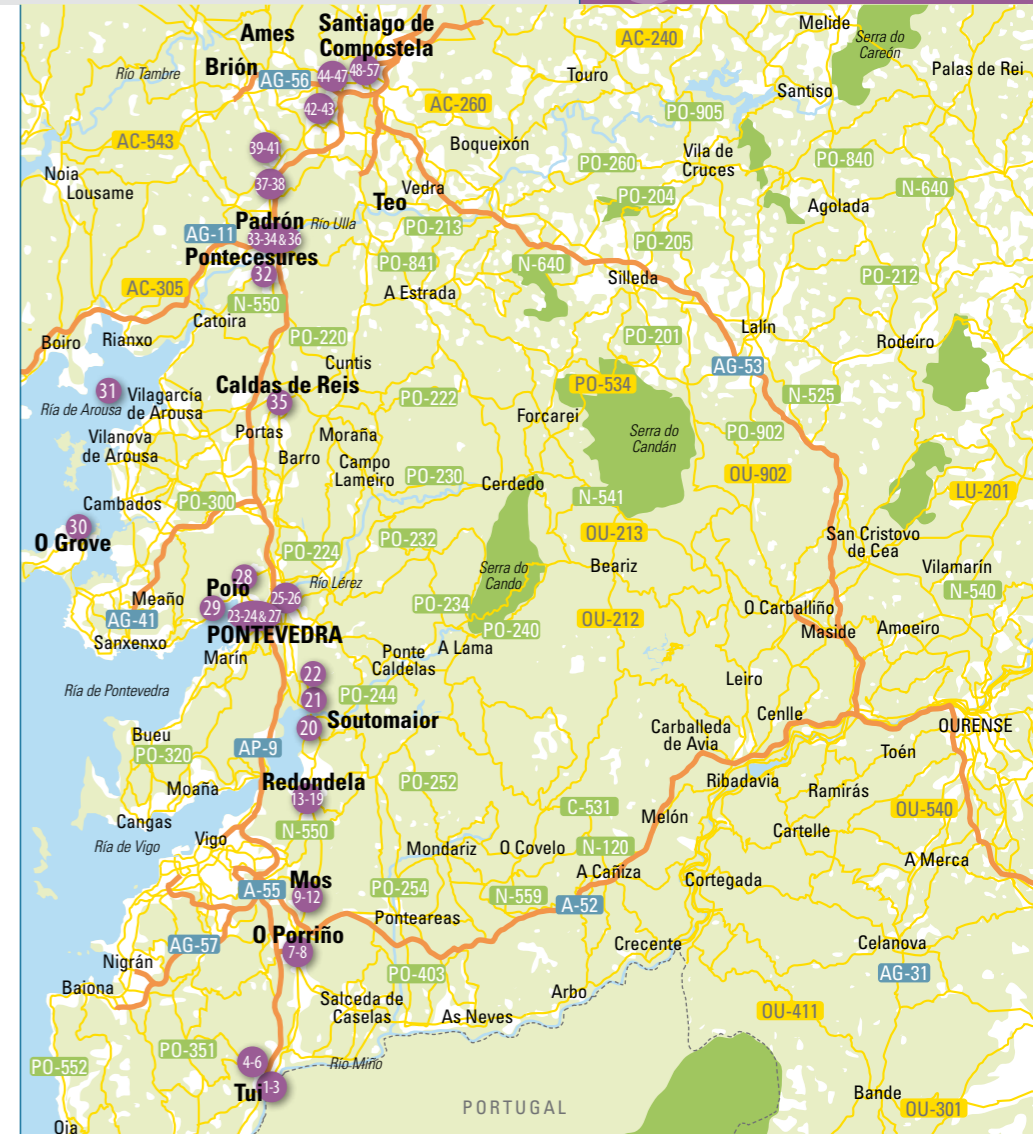 Ames
Santiago de
Compostela
Melide
Serra do
Careón
AC-240
Palas de Rei
Río Tambre
Brión
AG-56
44-47
48-57
Touro
Santiso
42-43
AC-260
PO-905
AC-543
39-41
Boqueixón
PO-260
Vila de
Cruces
PO-840
Noia
Lousame
37-38
Teo
Vedra
PO-204
N-640
Agolada
Padrón
Río Ulla
AG-11
33-34 & 36
PO-213
PO-205
Pontecesures
32
PO-841
N-640
Silleda
PO-212
AC-305
N-550
A Estrada
Catoira
Boiro
Rianxo
PO-220
PO-201
Lalín
Rodeiro
Cuntis
AG-53
31
Vilagarcía
de Arousa
Ría de Arousa
Caldas de Reis
35
PO-222
PO-534
N-525
Forcarei
Vilanova
de Arousa
Portas
Moraña
Serra do
Candán
PO-902
Barro
Campo
Lameiro
PO-230
Cerdedo
OU-902
N-541
LU-201
Cambados
PO-300
30
O Grove
PO-232
OU-213
San Cristovo
de Cea
PO-224
Serra do
Cando
Beariz
Vilamarín
28
Poio
Río Lérez
N-540
Meaño
29
25-26
23-24 & 27
PO-234
O Carballiño
AG-41
OU-212
PONTEVEDRA
PO-240
Maside
Amoeiro
Sanxenxo
Marín
Ponte
Caldelas
A Lama
22
Leiro
Ría de Pontevedra
21
PO-244
20
Soutomaior
Cenlle
Carballeda
de Avia
OURENSE
Bueu
PO-320
AP-9
Toén
Redondela
13-19
PO-252
Ribadavia
Ramirás
Moaña
C-531
OU-540
Cangas
Melón
Ría de Vigo
Vigo
N-550
Cartelle
Mondariz
O Covelo
N-120
A Merca
A Cañiza
Mos
9-12
A-55
PO-254
N-559
A-52
Cortegada
Ponteareas
O Porriño
7-8
AG-57
Crecente
Celanova
Nigrán
PO-403
AG-31
Baiona
Salceda de
Caselas
As Neves
Arbo
OU-411
PO-351
PO-552
4-6
Río Miño
Tui
1-3
Bande
PORTUGAL
OU-301
Oia